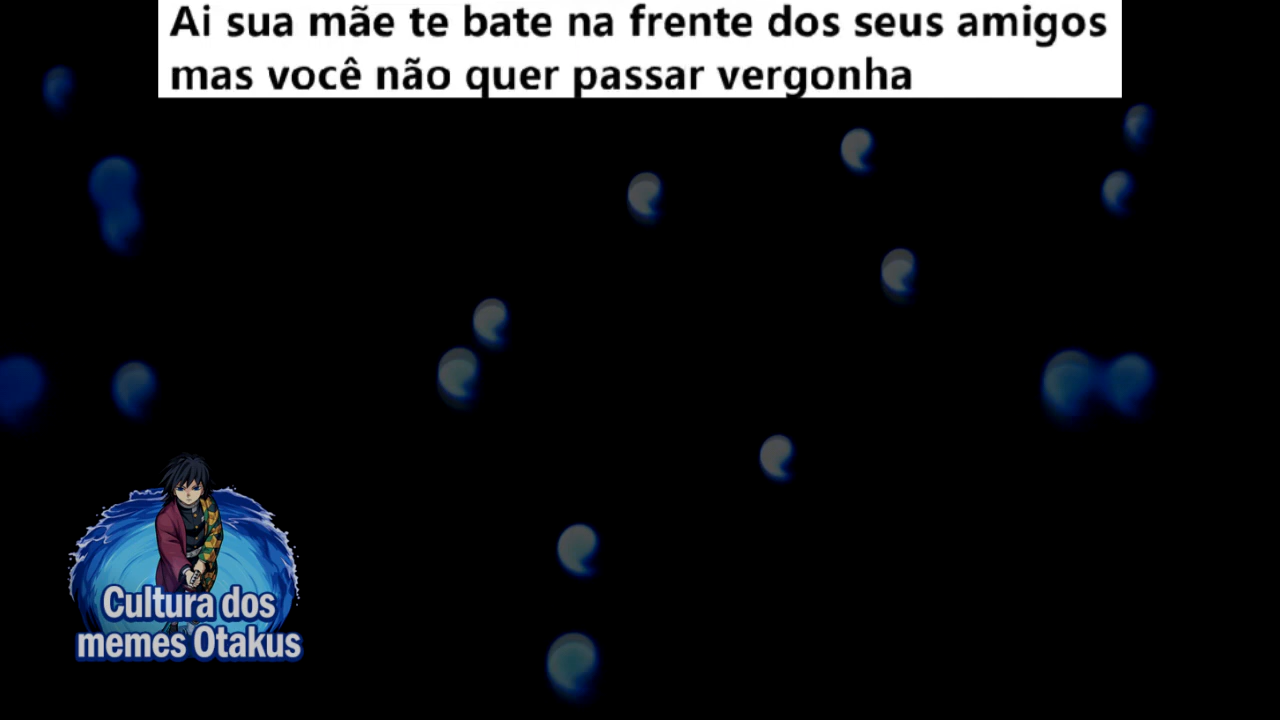 Ai sua mãe te bate na frente dos seus amigos
mas você não quer passar vergonha
Cultura dos
memes Otakus